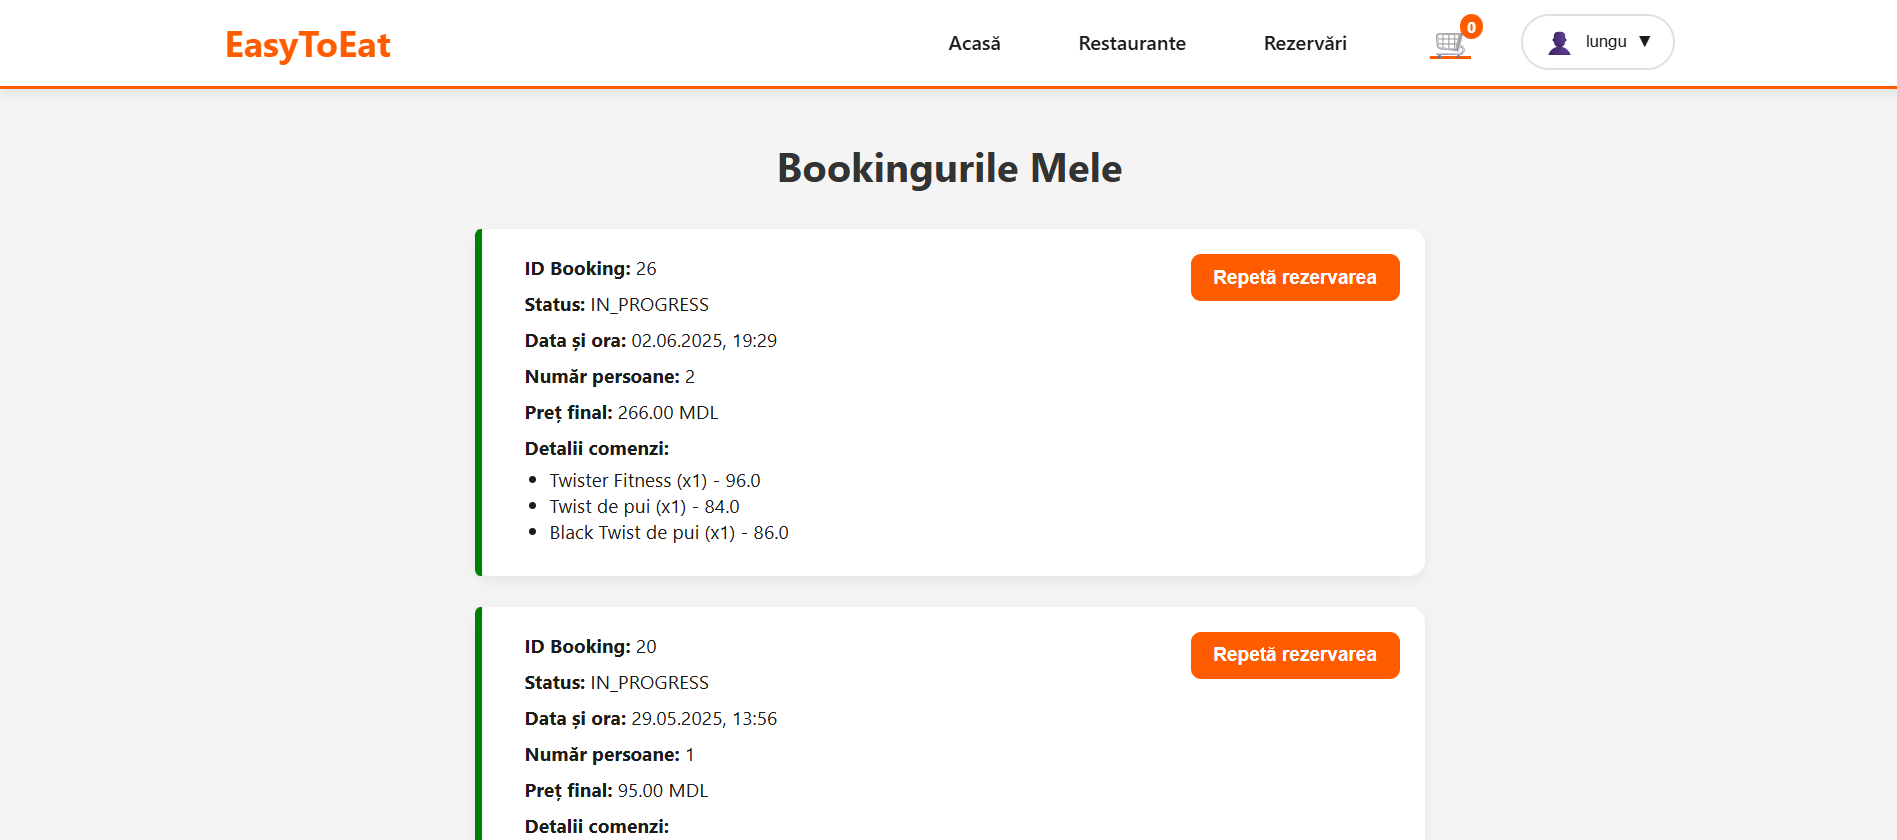 EasyToEat
Acasă
Restaurante
Rezervări
0
lungu ▼
Bookingurile Mele
ID Booking: 26
Repetă rezervarea
Status: IN_PROGRESS
Data și ora: 02.06.2025, 19:29
Număr persoane: 2
Preț final: 266.00 MDL
Detalii comenzi:
• Twister Fitness (x1) - 96.0
• Twist de pui (x1) - 84.0
• Black Twist de pui (x1) - 86.0
ID Booking: 20
Repetă rezervarea
Status: IN_PROGRESS
Data și ora: 29.05.2025, 13:56
Număr persoane: 1
Preț final: 95.00 MDL
Detalii comenzi: